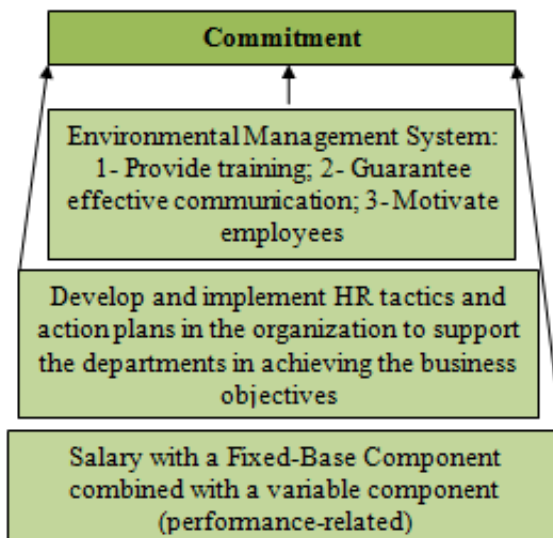 Commitment
Environmental Management System:
1- Provide training; 2- Guarantee
effective communication; 3- Motivate
employees
Develop and implement HR tactics and
action plans in the organization to support
the departments in achieving the business
objectives
Salary with a Fixed-Base Component
combined with a variable component
(performance-related)